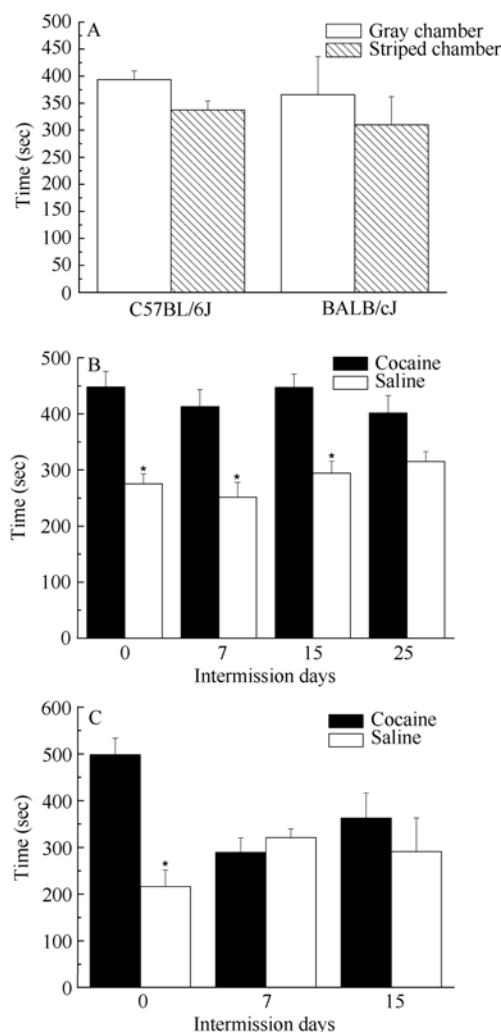 A
Gray chamber
Striped chamber
500
450
400
350
300
250
200
150
100
50
0
Time (sec)
C57BL/6J BALB/cJ
B
Cocaine
Saline
500
400
300
200
100
0
Time (sec)
* * *
0 7 15 25
Intermission days
C
Cocaine
Saline
600
500
400
300
200
100
0
Time (sec)
*
0 7 15
Intermission days